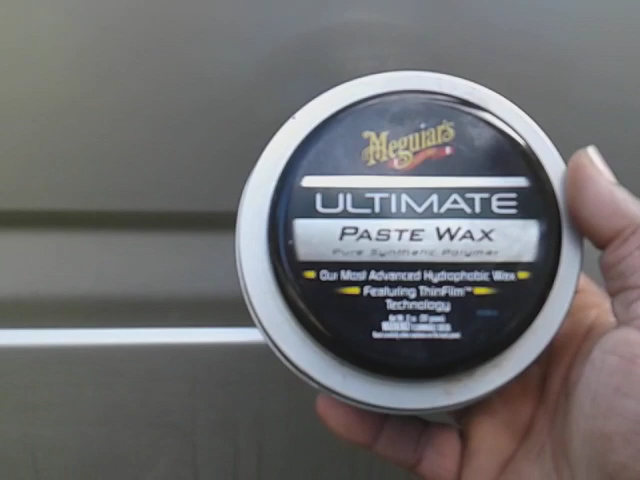 Meguiar's
ULTIMATE
PASTE WAX
Pure Synthetic Polymer
Our Most Advanced Hydrophobic Wax
Featuring ThinFilm™
Technology